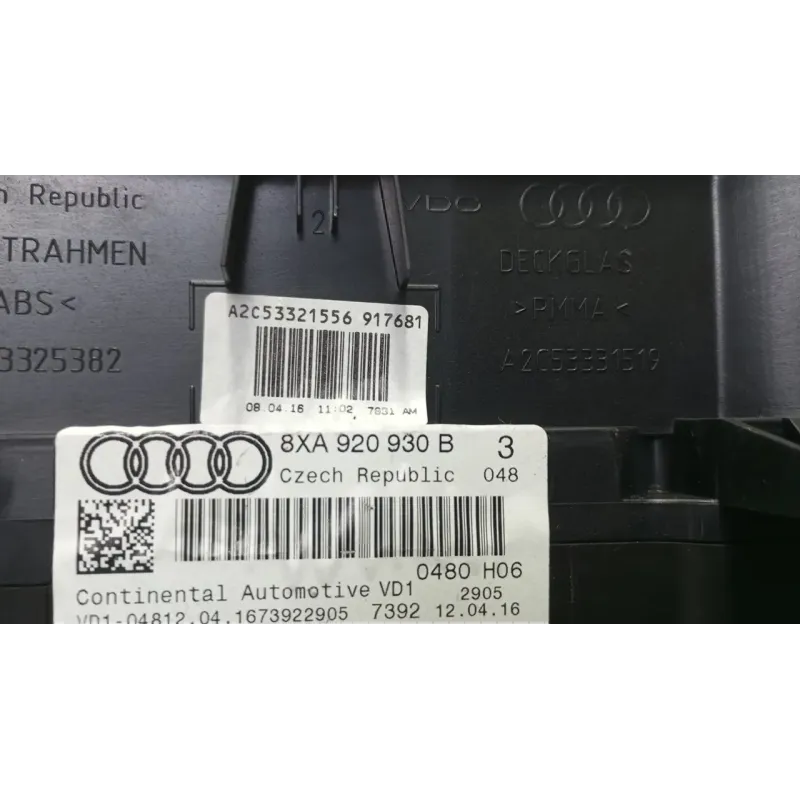 h Republic
TRAHMEN
ABS<
3325382
2
VDO
DECKGLAS
>PMMA<
A2C53331519
A2C53321556 917681
08.04.16 11:02 7831 AM
8XA 920 930 B 3
Czech Republic 048
0480 H06
Continental Automotive VD1 2905
VD1-04812.04.1673922905 7392 12.04.16